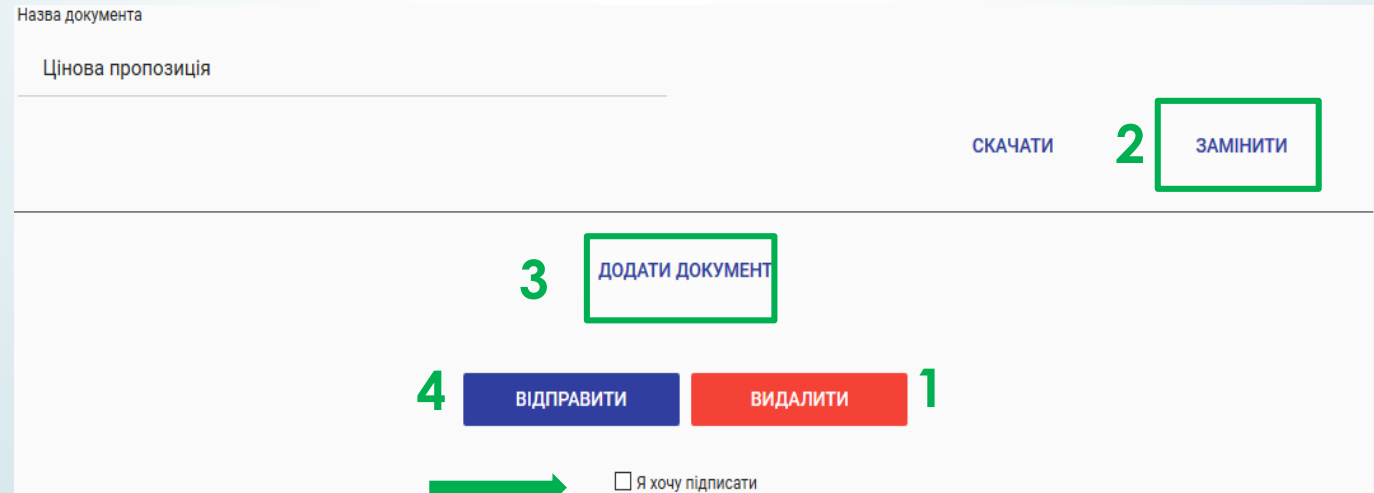 Назва документа
Цінова пропозиція
СКАЧАТИ 2 ЗАМІНИТИ
3 ДОДАТИ ДОКУМЕНТ
4 ВІДПРАВИТИ ВИДАЛИТИ 1
Я хочу підписати